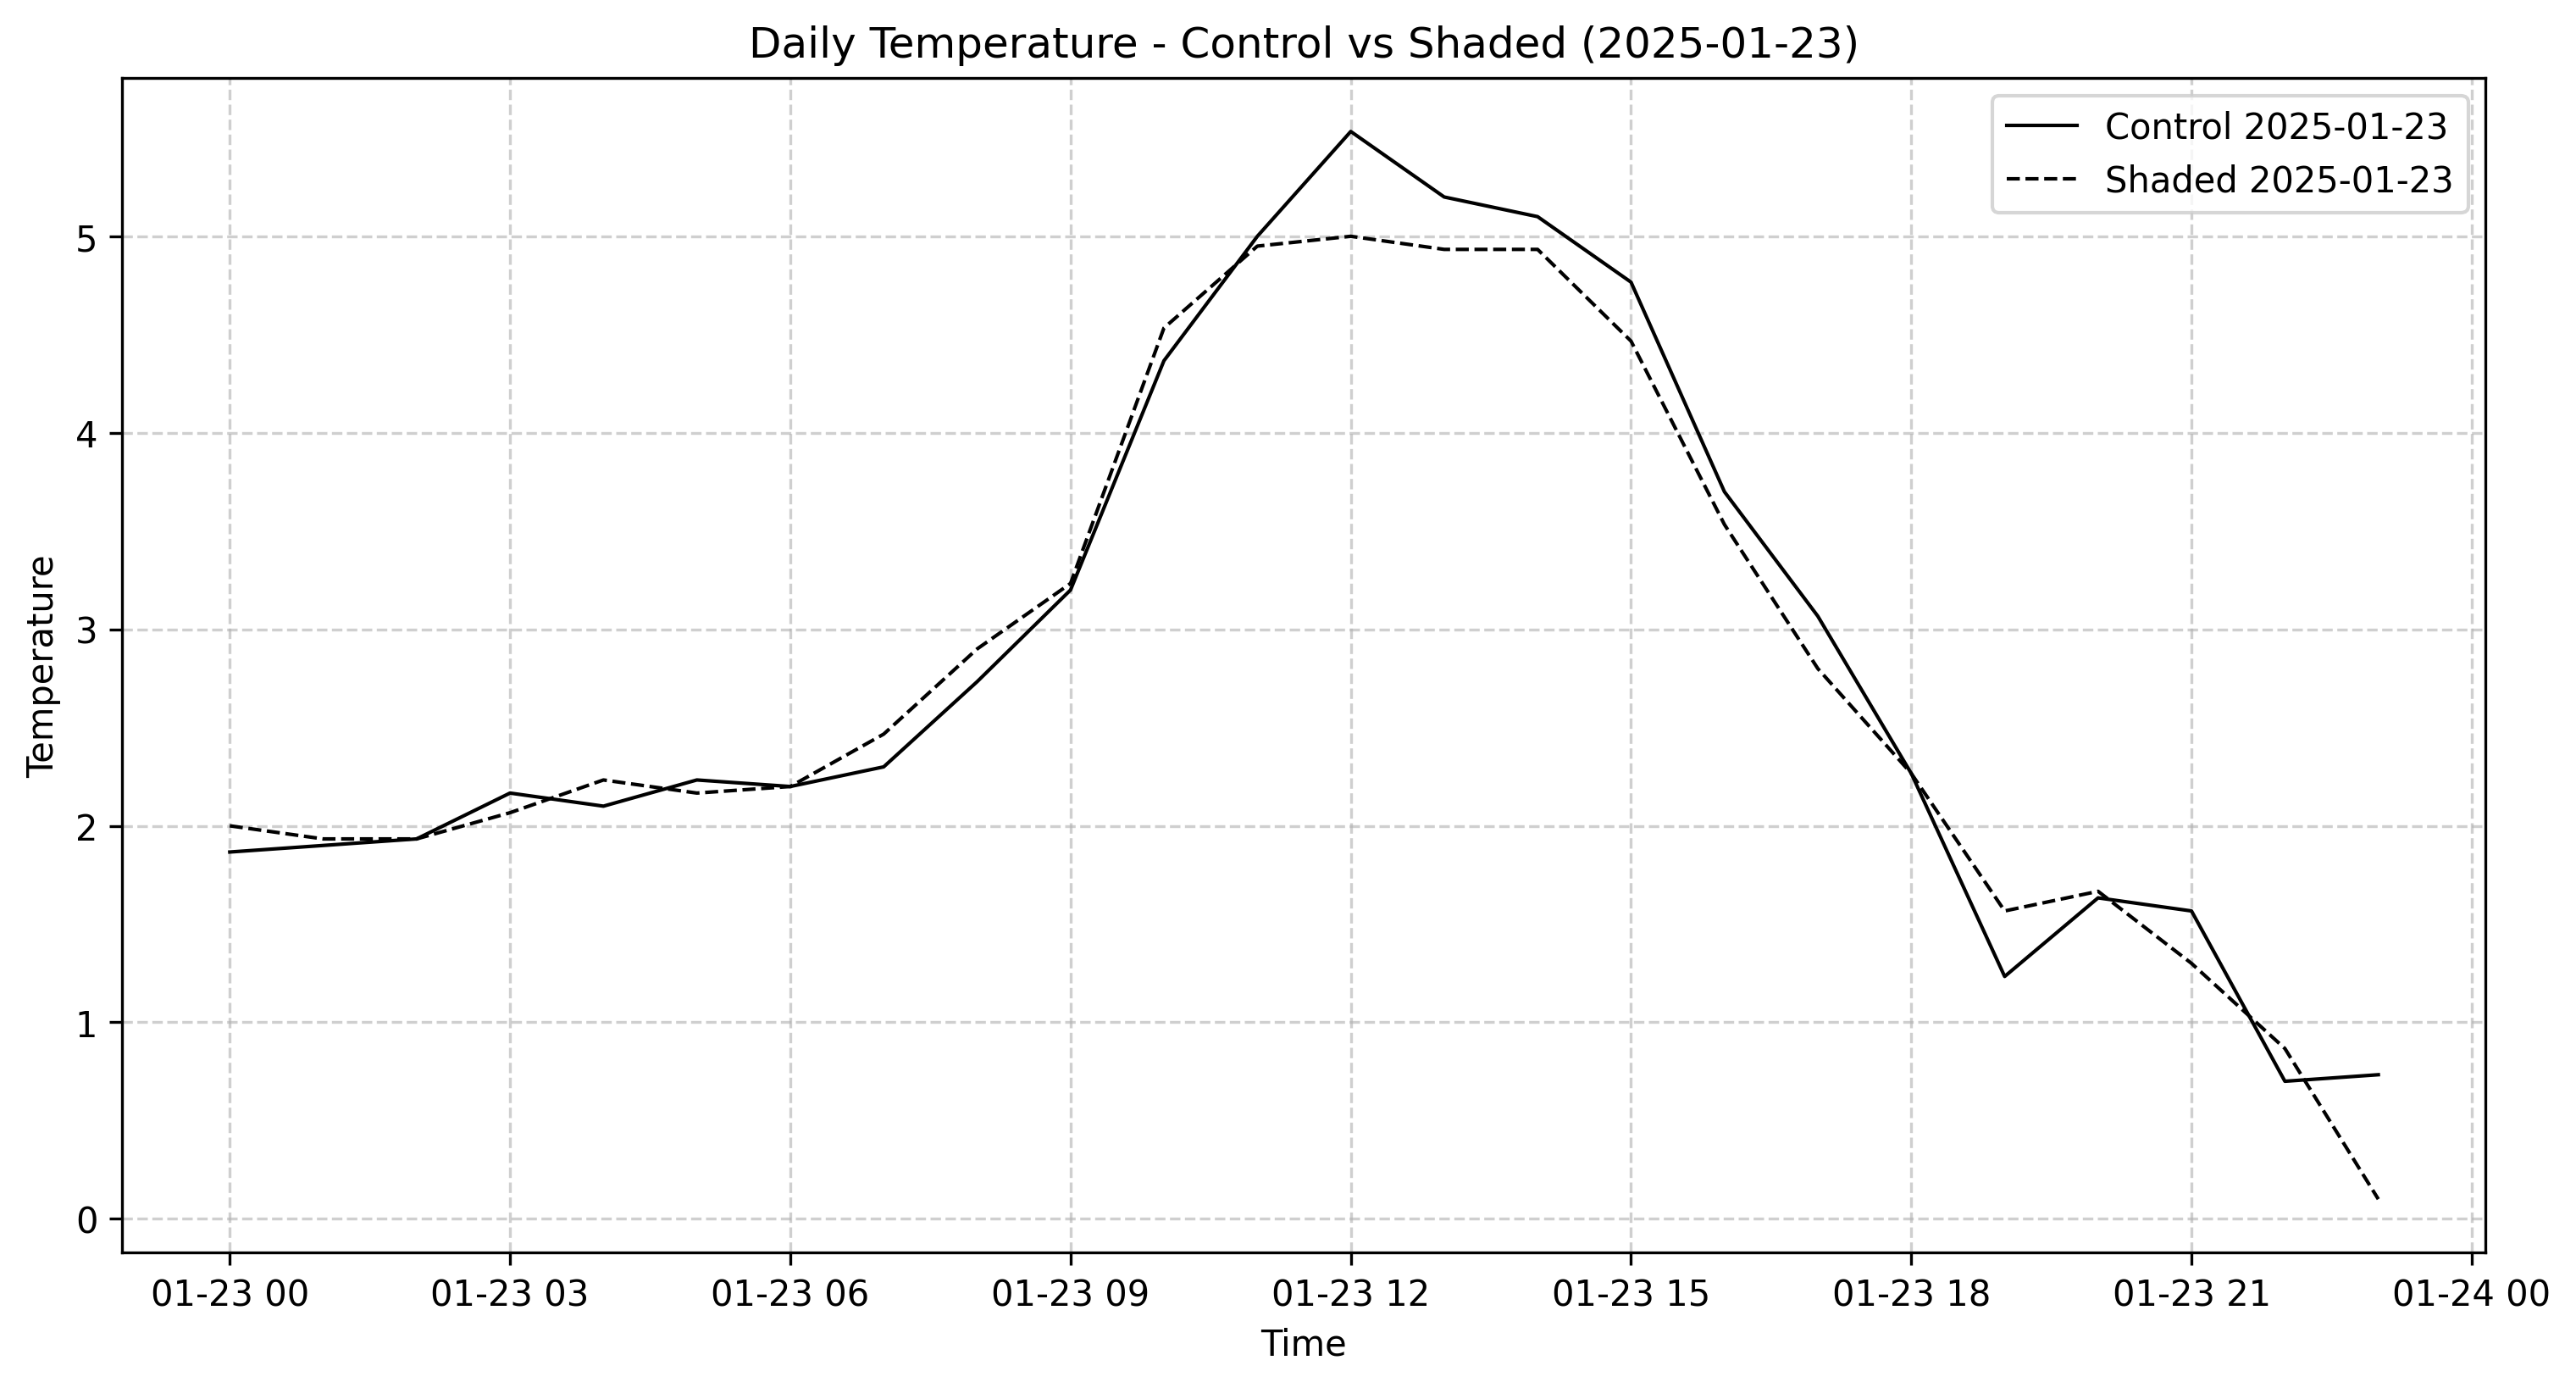 Daily Temperature - Control vs Shaded (2025-01-23)
Control 2025-01-23
Shaded 2025-01-23
Temperature
5
4
3
2
1
0
01-23 00 01-23 03 01-23 06 01-23 09 01-23 12 01-23 15 01-23 18 01-23 21 01-24 00
Time